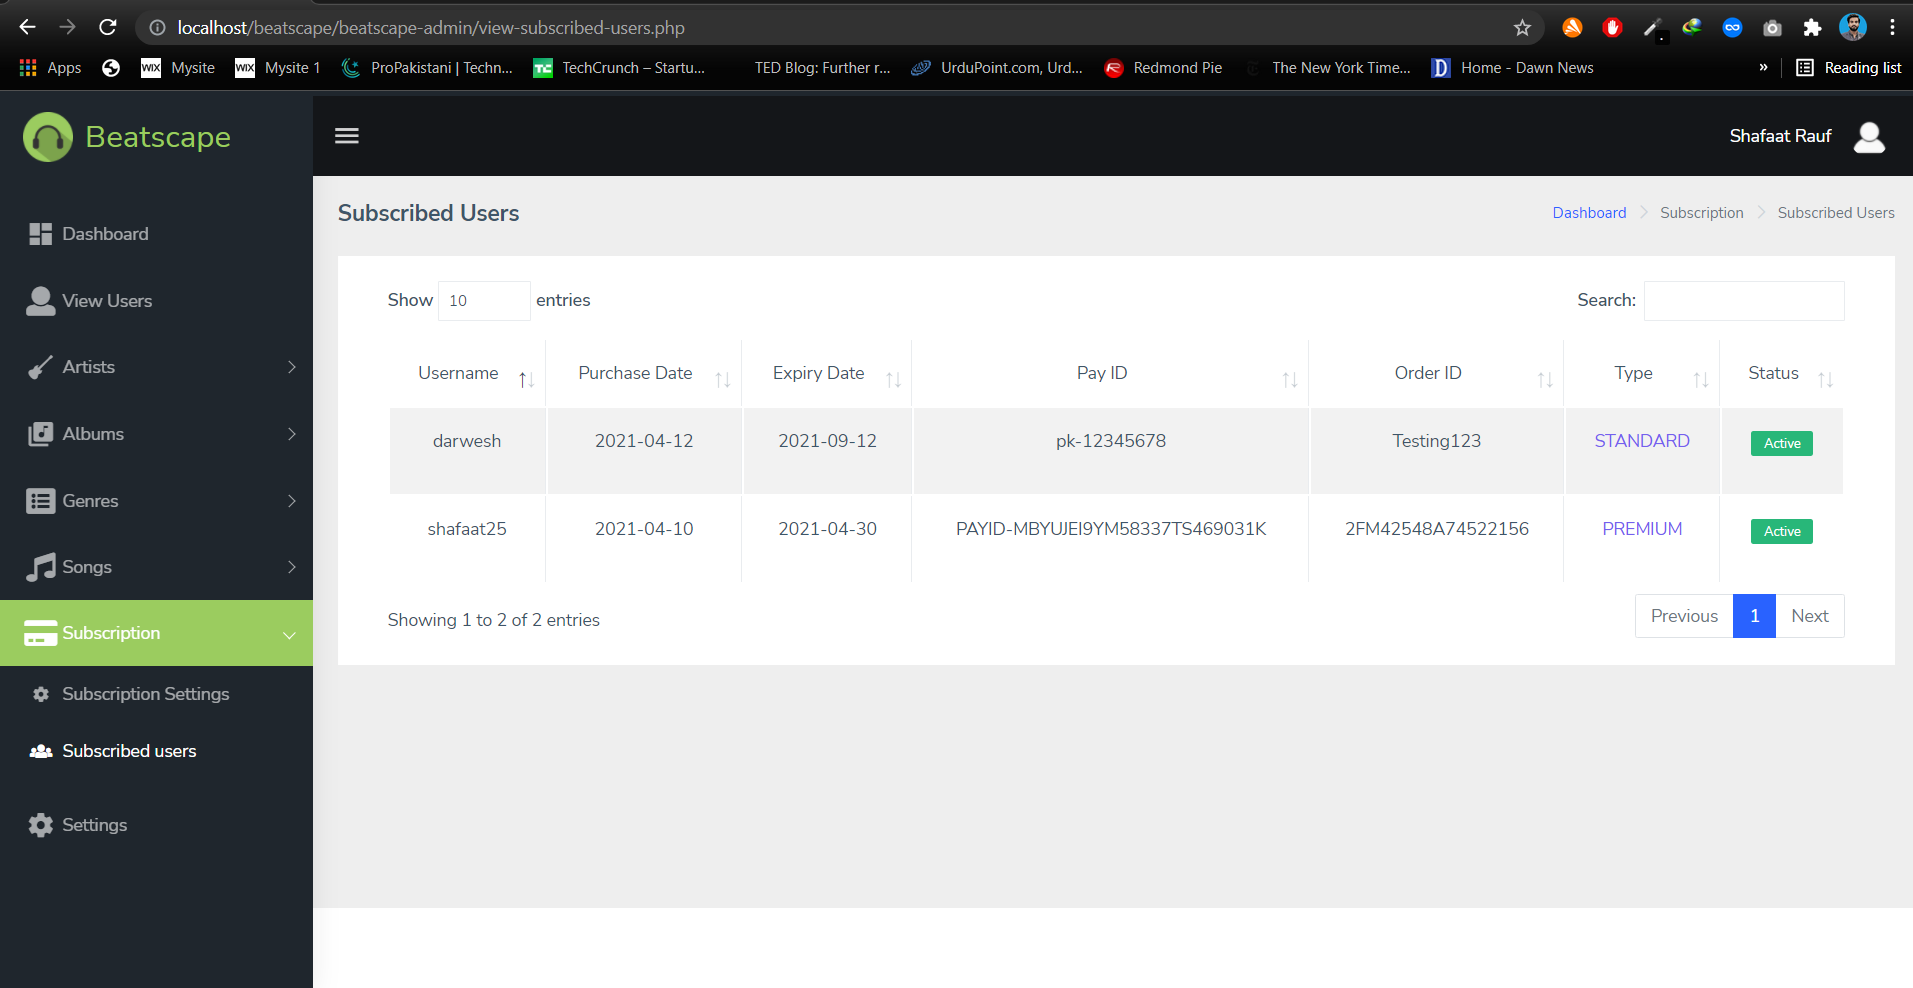 localhost/beatscape/beatscape-admin/view-subscribed-users.php
Apps WIX Mysite WIX Mysite 1 ProPakistani | Techn... TC TechCrunch – Startu... TED Blog: Further r... UrduPoint.com, Urd... Redmond Pie The New York Time... D Home - Dawn News » Reading list
Beatscape
Shafaat Rauf
Subscribed Users
Dashboard Subscription Subscribed Users
Dashboard
View Users
Artists
Albums
Genres
Songs
Subscription
Subscription Settings
Subscribed users
Settings
Show 10 entries Search:
Username Purchase Date Expiry Date Pay ID Order ID Type Status
darwesh 2021-04-12 2021-09-12 pk-12345678 Testing123 STANDARD Active
shafaat25 2021-04-10 2021-04-30 PAYID-MBYUJEI9YM58337TS469031K 2FM42548A74522156 PREMIUM Active
Showing 1 to 2 of 2 entries Previous 1 Next